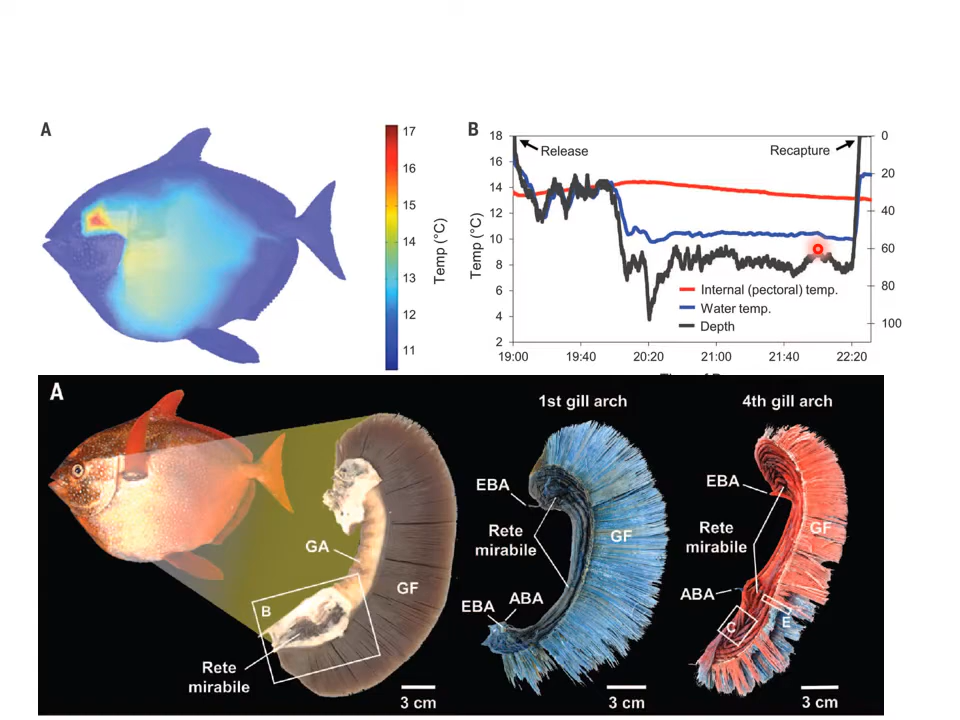 A
17
16
15
14
13
12
11
Temp (°C)
B
18
16
14
12
10
8
6
4
2
Temp (°C)
Release
Recapture
0
20
40
60
80
100
Internal (pectoral) temp.
Water temp.
Depth
19:00
19:40
20:20
21:00
21:40
22:20
A
GA
GF
B
Rete
mirabile
3 cm
1st gill arch
EBA
Rete
mirabile
GF
EBA
ABA
3 cm
4th gill arch
EBA
Rete
mirabile
GF
ABA
C
E
3 cm